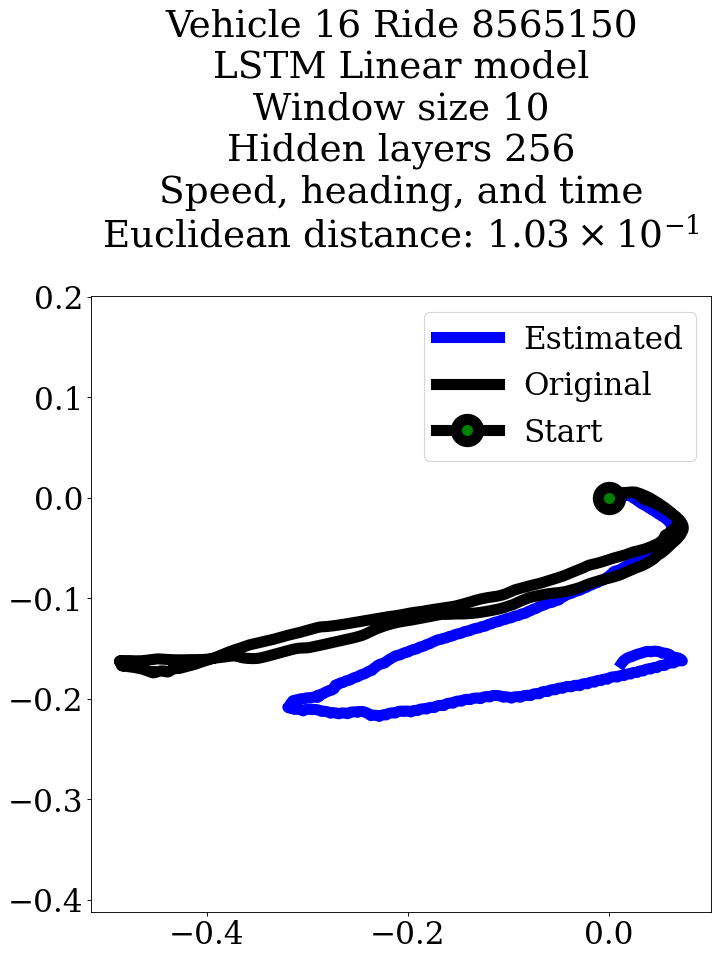 Vehicle 16 Ride 8565150
LSTM Linear model
Window size 10
Hidden layers 256
Speed, heading, and time
Euclidean distance: 1.03 × 10⁻¹
Estimated
Original
Start
0.2
0.1
0.0
−0.1
−0.2
−0.3
−0.4
−0.4
−0.2
0.0